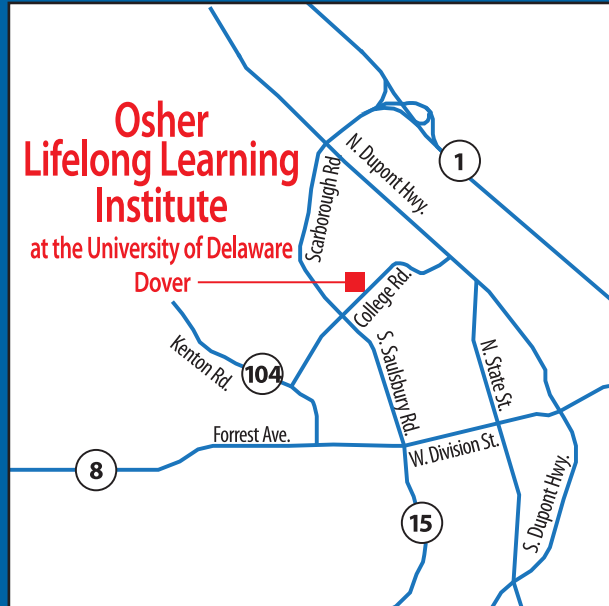 Osher
Lifelong Learning
Institute
at the University of Delaware
Dover
N. Dupont Hwy.
1
Scarborough Rd.
College Rd.
Kenton Rd.
104
S. Saulsbury Rd.
N. State St.
Forrest Ave.
W. Division St.
8
S. Dupont Hwy.
15